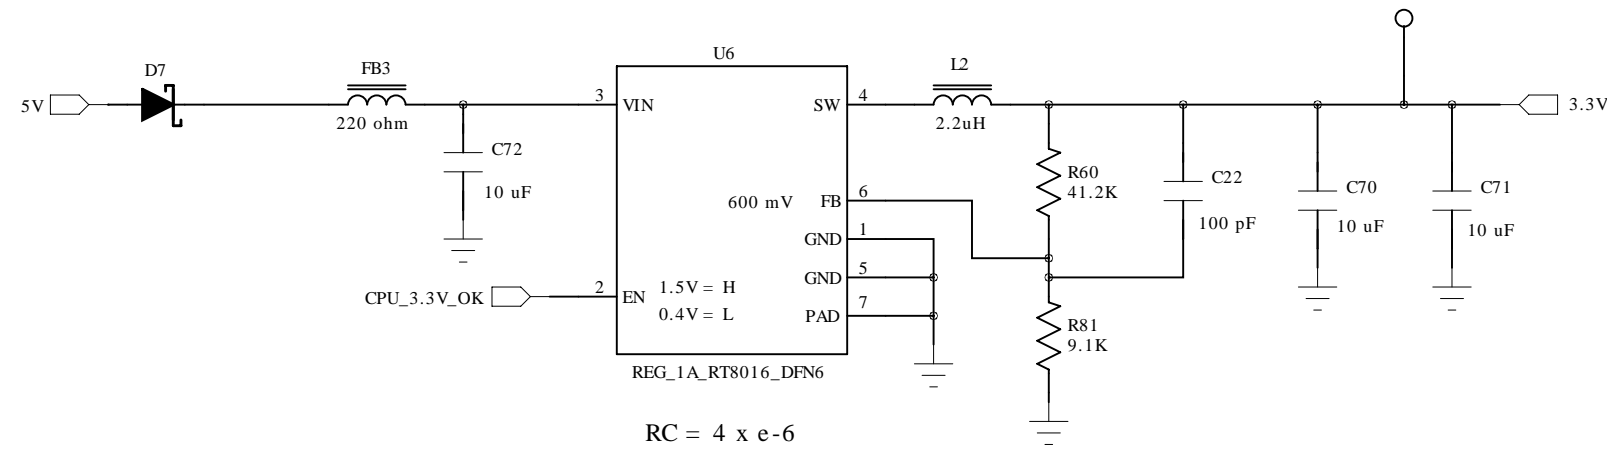 U6
D7
FB3
L2
5V
3
VIN
SW
4
3.3V
220 ohm
2.2uH
C72
10 uF
R60
41.2K
C22
100 pF
C70
10 uF
C71
10 uF
600 mV
FB
6
GND
1
GND
5
PAD
7
CPU_3.3V_OK
2
EN
1.5V = H
0.4V = L
R81
9.1K
REG_1A_RT8016_DFN6
RC = 4 x e-6